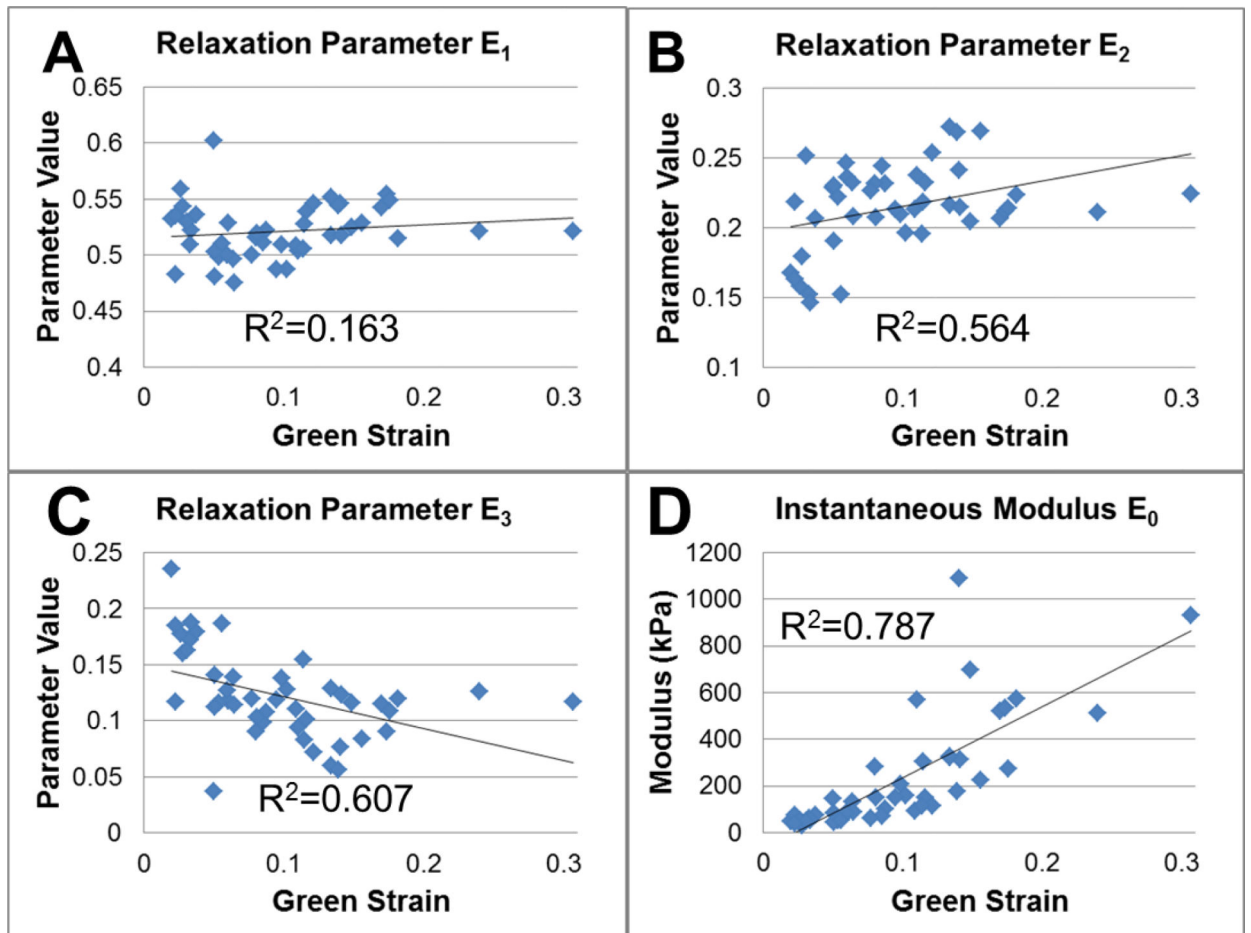 A
Relaxation Parameter E₁
Parameter Value
0.65
0.6
0.55
0.5
0.45
0.4
R²=0.163
0
0.1
0.2
0.3
Green Strain
B
Relaxation Parameter E₂
Parameter Value
0.3
0.25
0.2
0.15
0.1
R²=0.564
0
0.1
0.2
0.3
Green Strain
C
Relaxation Parameter E₃
Parameter Value
0.25
0.2
0.15
0.1
0.05
0
R²=0.607
0
0.1
0.2
0.3
Green Strain
D
Instantaneous Modulus E₀
Modulus (kPa)
1200
1000
800
600
400
200
0
R²=0.787
0
0.1
0.2
0.3
Green Strain